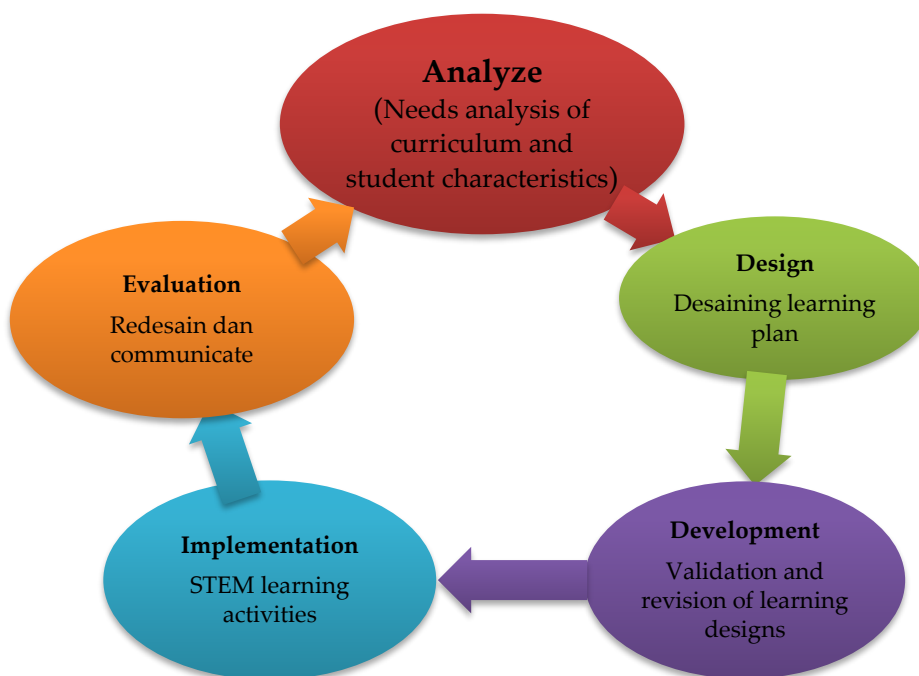 Analyze
(Needs analysis of
curriculum and
student characteristics)
Design
Desaining learning
plan
Development
Validation and
revision of learning
designs
Implementation
STEM learning
activities
Evaluation
Redesain dan
communicate